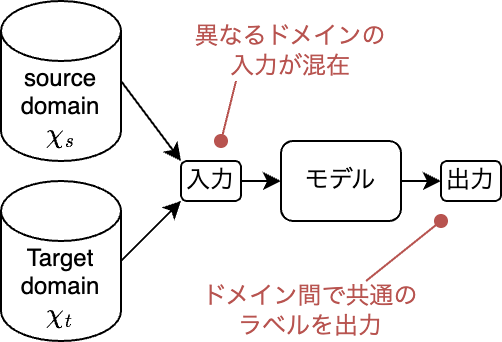 異なるドメインの
入力が混在
source
domain
χs
入力
モデル
出力
Target
domain
χt
ドメイン間で共通の
ラベルを出力